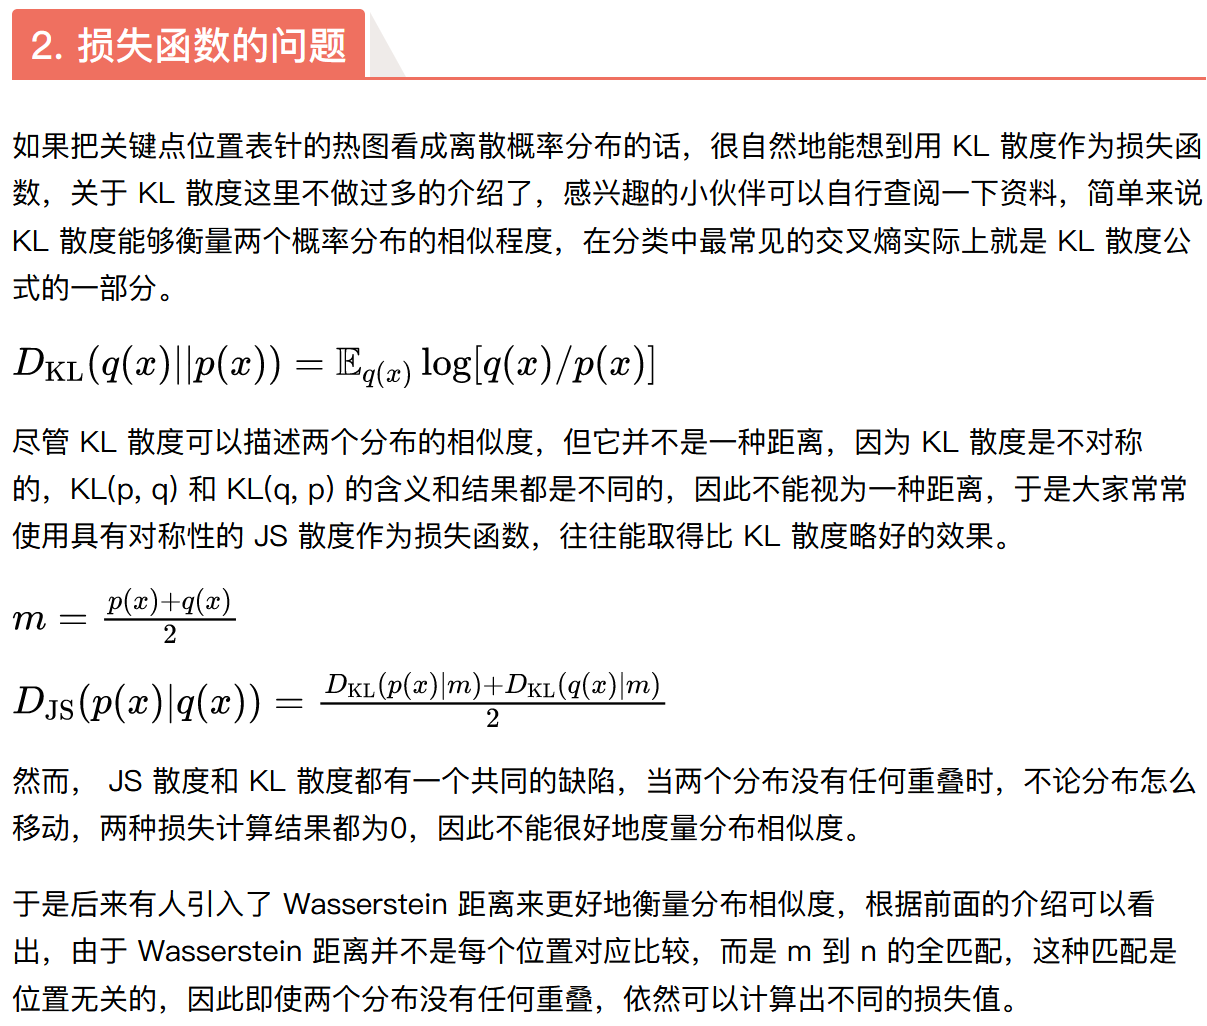 2. 损失函数的问题
如果把关键点位置表针的热图看成离散概率分布的话，很自然地能想到用 KL 散度作为损失函
数，关于 KL 散度这里不做过多的介绍了，感兴趣的小伙伴可以自行查阅一下资料，简单来说
KL 散度能够衡量两个概率分布的相似程度，在分类中最常见的交叉熵实际上就是 KL 散度公
式的一部分。
$D_{\mathrm{KL}}(q(x)||p(x)) = \mathbb{E}_{q(x)} \log[q(x)/p(x)]$
尽管 KL 散度可以描述两个分布的相似度，但它并不是一种距离，因为 KL 散度是不对称
的，KL(p, q) 和 KL(q, p) 的含义和结果都是不同的，因此不能视为一种距离，于是大家常常
使用具有对称性的 JS 散度作为损失函数，往往能取得比 KL 散度略好的效果。
$m = \frac{p(x)+q(x)}{2}$
$D_{\mathrm{JS}}(p(x)|q(x)) = \frac{D_{\mathrm{KL}}(p(x)|m)+D_{\mathrm{KL}}(q(x)|m)}{2}$
然而， JS 散度和 KL 散度都有一个共同的缺陷，当两个分布没有任何重叠时，不论分布怎么
移动，两种损失计算结果都为0，因此不能很好地度量分布相似度。
于是后来有人引入了 Wasserstein 距离来更好地衡量分布相似度，根据前面的介绍可以看
出，由于 Wasserstein 距离并不是每个位置对应比较，而是 m 到 n 的全匹配，这种匹配是
位置无关的，因此即使两个分布没有任何重叠，依然可以计算出不同的损失值。